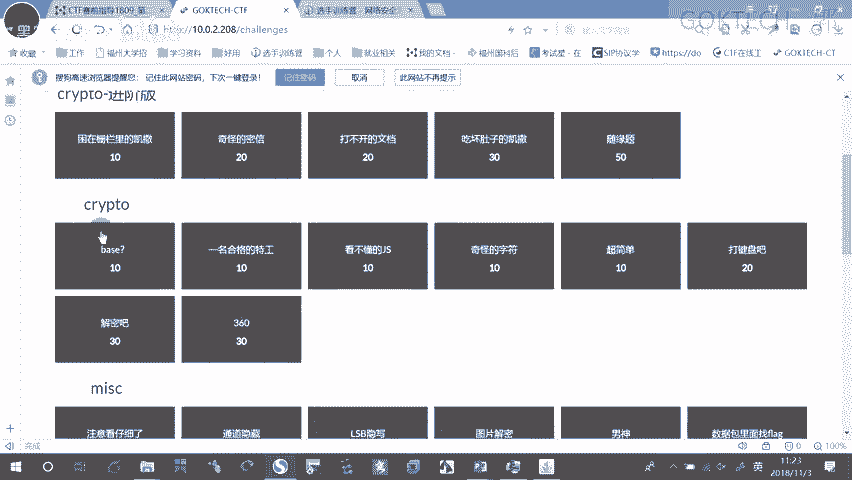 CTF赛前指导1809_第
GOKTECH-CTF
选手训练营 - 网络安全
GOKTECH
http://10.0.2.208/challenges
收藏 工作 福州大学招 学习资料 好用 选手训练营 个人 就业相关 我的文档 福州国科启 考试星 - 在 SIP协议学 https://do CTF在线工 GOKTECH-CT
搜狗高速浏览器提醒您：记住此网站密码，下次一键登录！ 记住密码 取消 此网站不再提示
crypto-进阶版
困在栅栏里的凯撒 奇怪的密信 打不开的文档 吃坏肚子的凯撒 随缘题
10 20 20 30 50
crypto
base? 一名合格的特工 看不懂的JS 奇怪的字符 超简单 打键盘吧
10 10 10 10 10 20
解密吧 360
30 30
misc
注意看仔细了 通道隐藏 LSB隐写 图片解密 男神 数据包里面找flag
完成 0 100%
英 11:23
2018/11/3